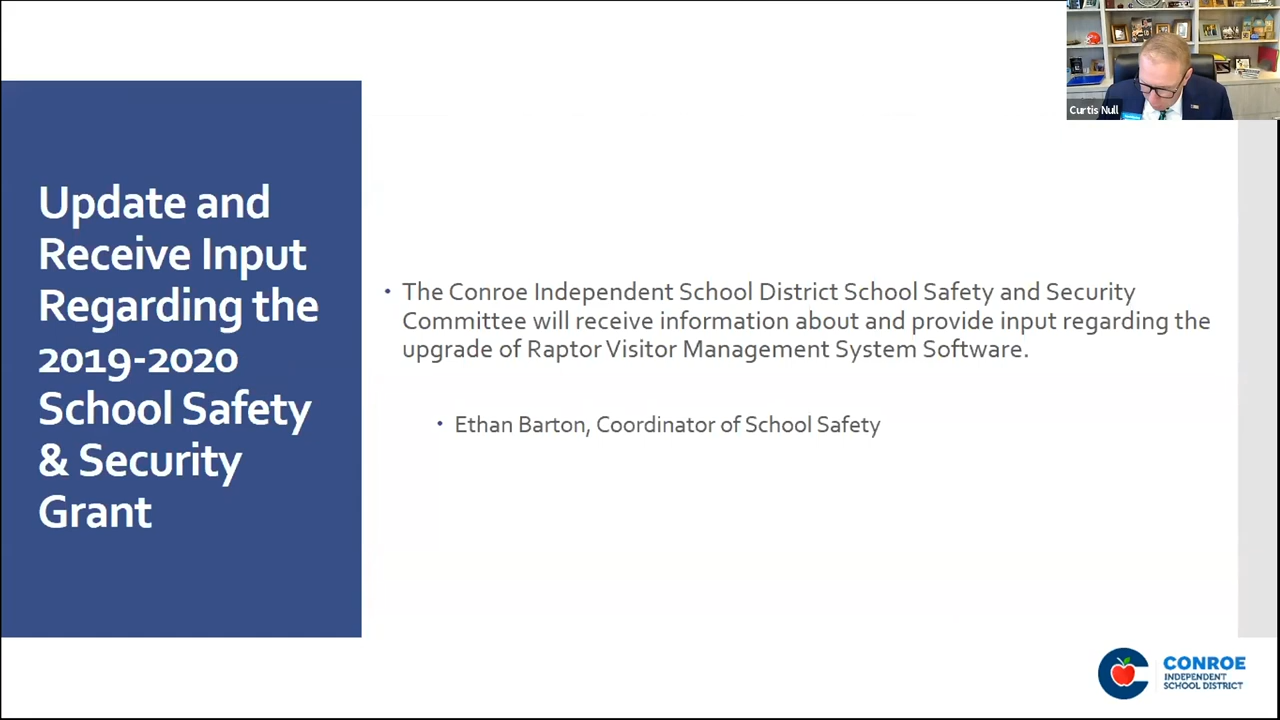 Curtis Null
Update and
Receive Input
Regarding the
2019-2020
School Safety
& Security
Grant
• The Conroe Independent School District School Safety and Security
Committee will receive information about and provide input regarding the
upgrade of Raptor Visitor Management System Software.
• Ethan Barton, Coordinator of School Safety
CONROE
INDEPENDENT
SCHOOL DISTRICT